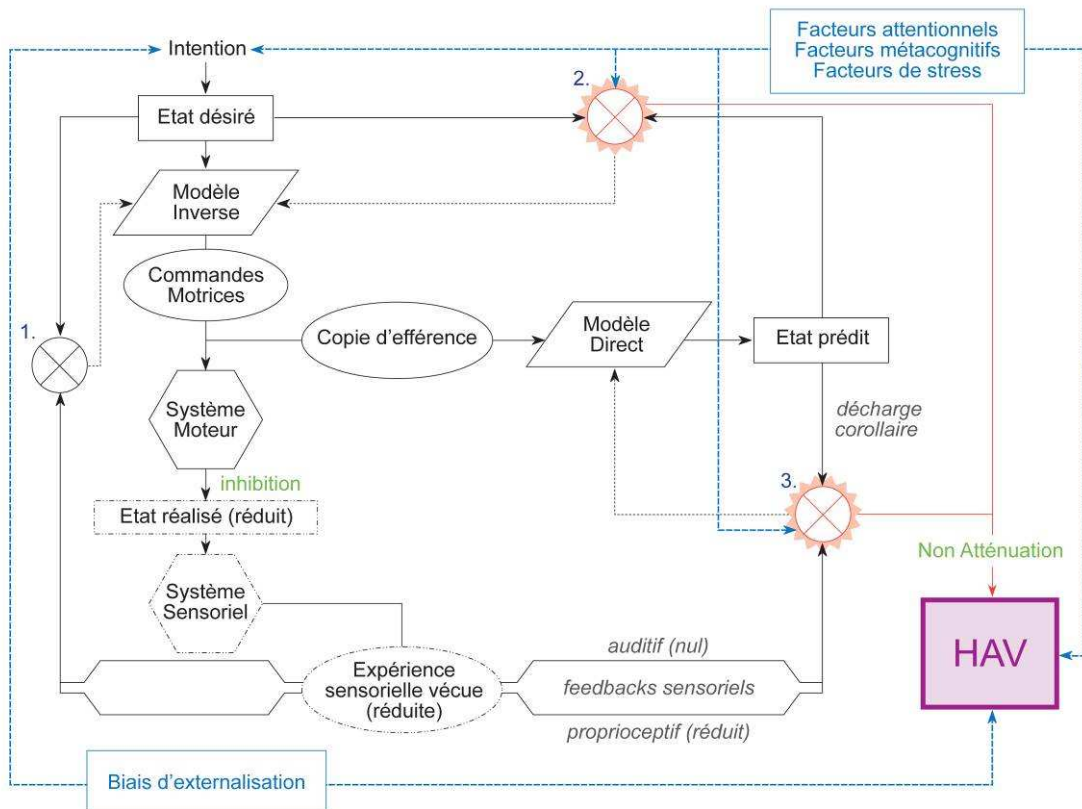 Facteurs attentionnels
Facteurs métacognitifs
Facteurs de stress
Intention
2.
Etat désiré
Modèle
Inverse
Commandes
Motrices
1.
Copie d'efférence
Modèle
Direct
Etat prédit
Système
Moteur
décharge
corollaire
inhibition
3.
Etat réalisé (réduit)
Non Atténuation
Système
Sensoriel
auditif (nul)
HAV
Expérience
sensorielle vécue
(réduite)
feedbacks sensoriels
proprioceptif (réduit)
Biais d'externalisation